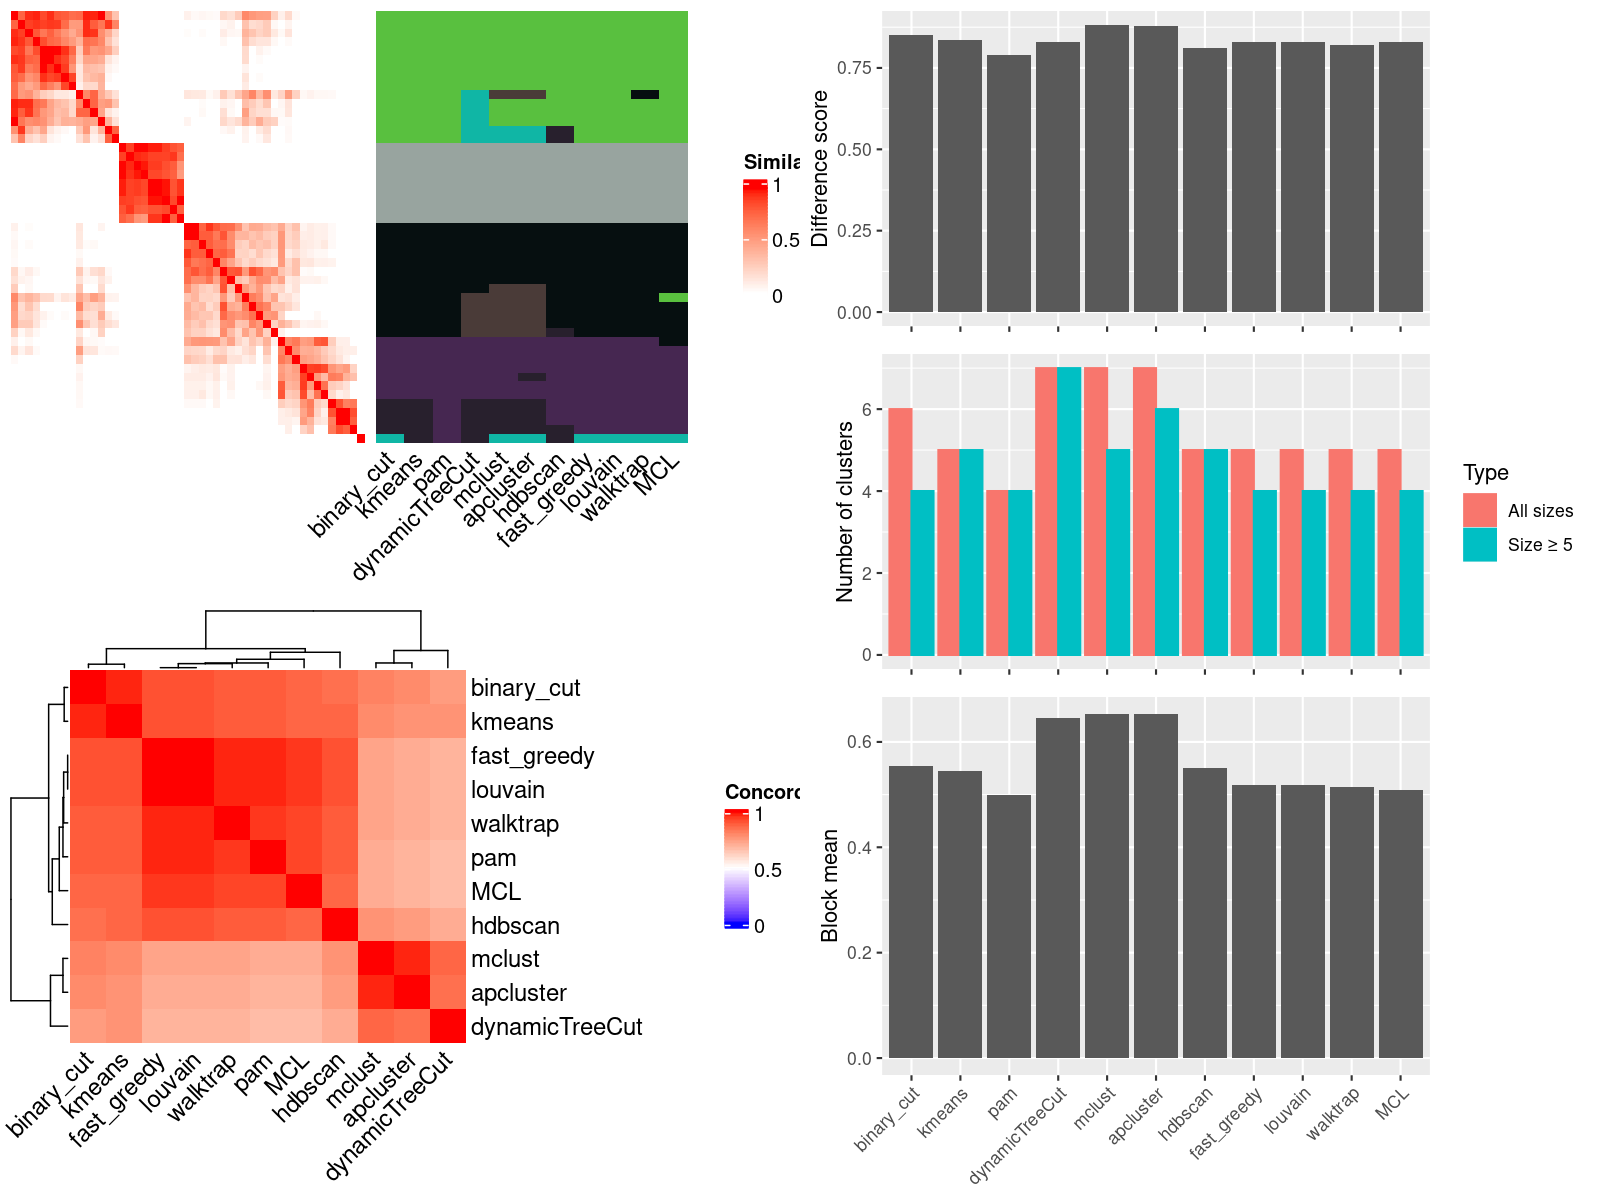 Simila
1
0.5
0
binary_cut
kmeans
pam
dynamicTreeCut
mclust
apcluster
hdbscan
fast_greedy
louvain
walktrap
MCL
Difference score
0.75
0.50
0.25
0.00
Number of clusters
6
4
2
0
Type
All sizes
Size ≥ 5
binary_cut
kmeans
fast_greedy
louvain
walktrap
pam
MCL
hdbscan
mclust
apcluster
dynamicTreeCut
binary_cut
kmeans
fast_greedy
louvain
walktrap
pam
MCL
hdbscan
mclust
apcluster
dynamicTreeCut
Concord
1
0.5
0
Block mean
0.6
0.4
0.2
0.0
binary_cut
kmeans
pam
dynamicTreeCut
mclust
apcluster
hdbscan
fast_greedy
louvain
walktrap
MCL